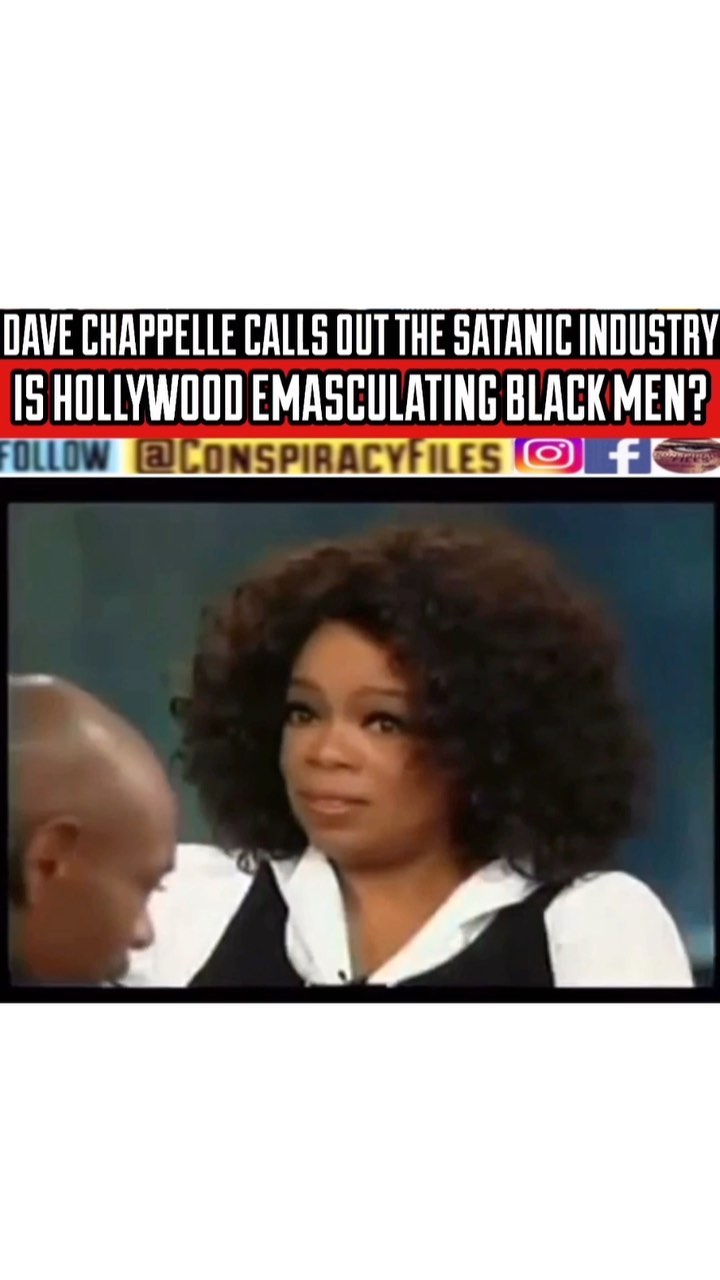 DAVE CHAPPELLE CALLS OUT THE SATANIC INDUSTRY
IS HOLLYWOOD EMASCULATING BLACK MEN?
FOLLOW @CONSPIRACYFILES